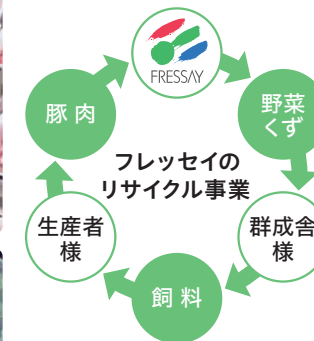 FRESSAY
野菜
くず
群成舎
様
飼料
生産者
様
豚肉
フレッセイの
リサイクル事業